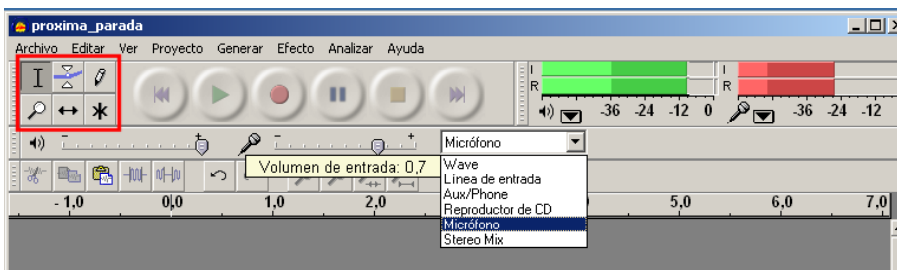 proxima_parada
Archivo Editar Ver Proyecto Generar Efecto Analizar Ayuda
I I
R R
-36 -24 -12 0 -36 -24 -12
- + - + Micrófono
Volumen de entrada: 0,7
Wave
Línea de entrada
Aux/Phone
Reproductor de CD
Micrófono
Stereo Mix
- 1,0 0,0 1,0 2,0 5,0 6,0 7,0